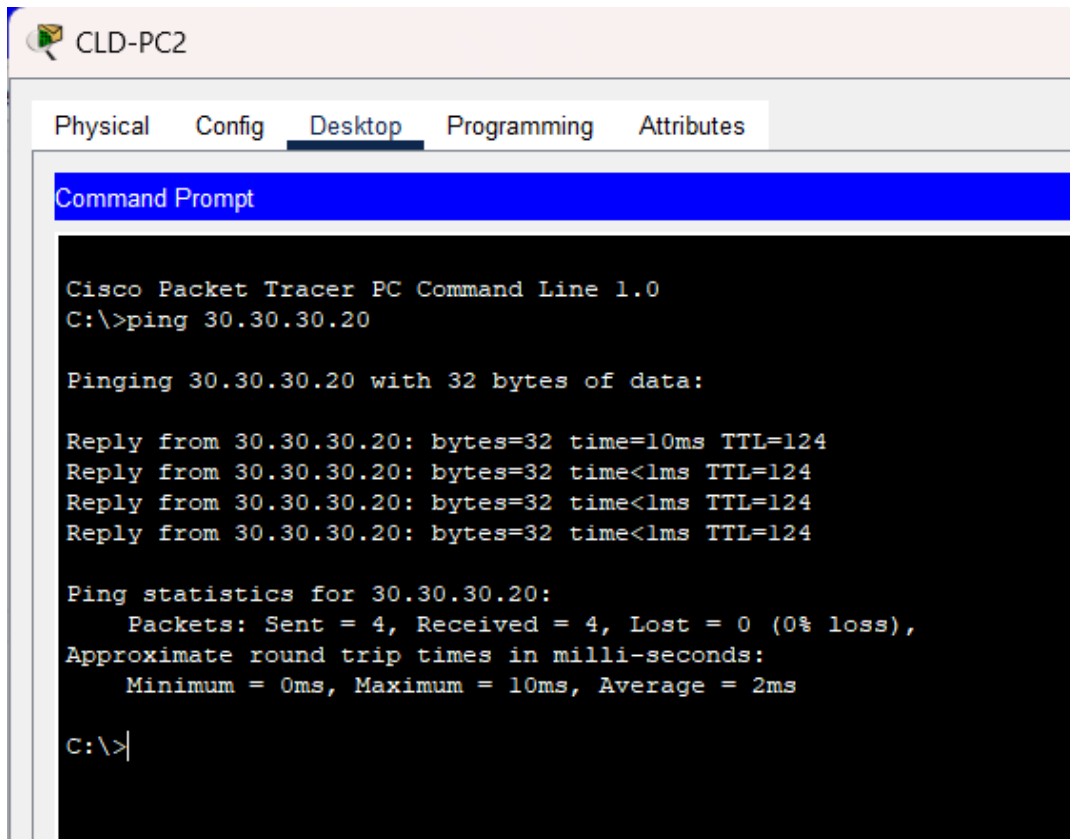 CLD-PC2
Physical Config Desktop Programming Attributes
Command Prompt
Cisco Packet Tracer PC Command Line 1.0
C:\>ping 30.30.30.20
Pinging 30.30.30.20 with 32 bytes of data:
Reply from 30.30.30.20: bytes=32 time=10ms TTL=124
Reply from 30.30.30.20: bytes=32 time<1ms TTL=124
Reply from 30.30.30.20: bytes=32 time<1ms TTL=124
Reply from 30.30.30.20: bytes=32 time<1ms TTL=124
Ping statistics for 30.30.30.20:
Packets: Sent = 4, Received = 4, Lost = 0 (0% loss),
Approximate round trip times in milli-seconds:
Minimum = 0ms, Maximum = 10ms, Average = 2ms
C:\>